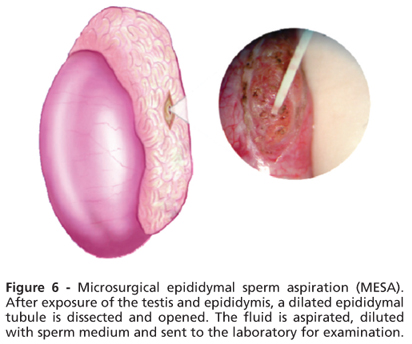 Figure 6 - Microsurgical epididymal sperm aspiration (MESA).
After exposure of the testis and epididymis, a dilated epididymal
tubule is dissected and opened. The fluid is aspirated, diluted
with sperm medium and sent to the laboratory for examination.